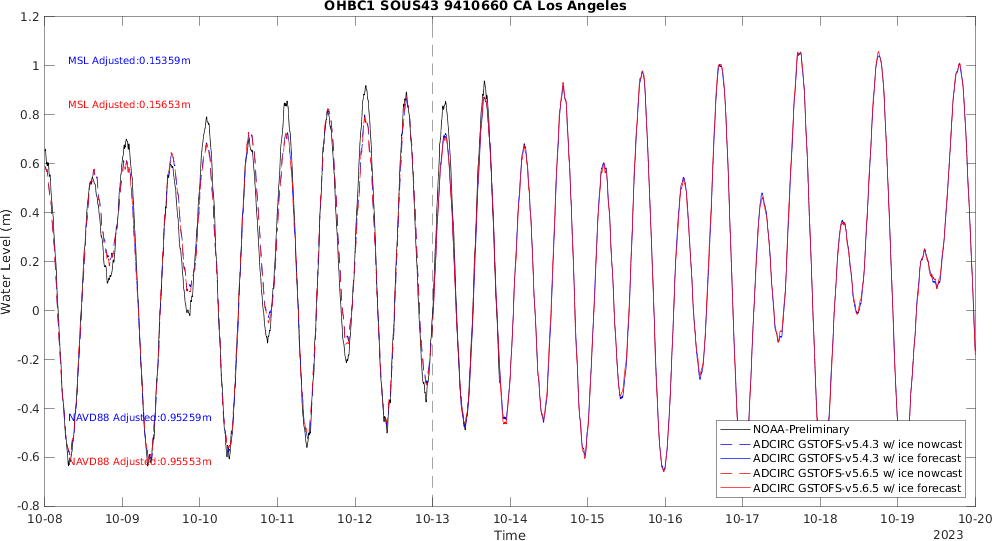 OHBC1 SOUS43 9410660 CA Los Angeles
1.2
1
0.8
0.6
0.4
0.2
0
-0.2
-0.4
-0.6
-0.8
Water Level (m)
MSL Adjusted:0.15359m
MSL Adjusted:0.15653m
NAVD88 Adjusted:0.95259m
NAVD88 Adjusted:0.95553m
NOAA-Preliminary
ADCIRC GSTOFS-v5.4.3 w/ ice nowcast
ADCIRC GSTOFS-v5.4.3 w/ ice forecast
ADCIRC GSTOFS-v5.6.5 w/ ice nowcast
ADCIRC GSTOFS-v5.6.5 w/ ice forecast
10-08 10-09 10-10 10-11 10-12 10-13 10-14 10-15 10-16 10-17 10-18 10-19 10-20
Time
2023